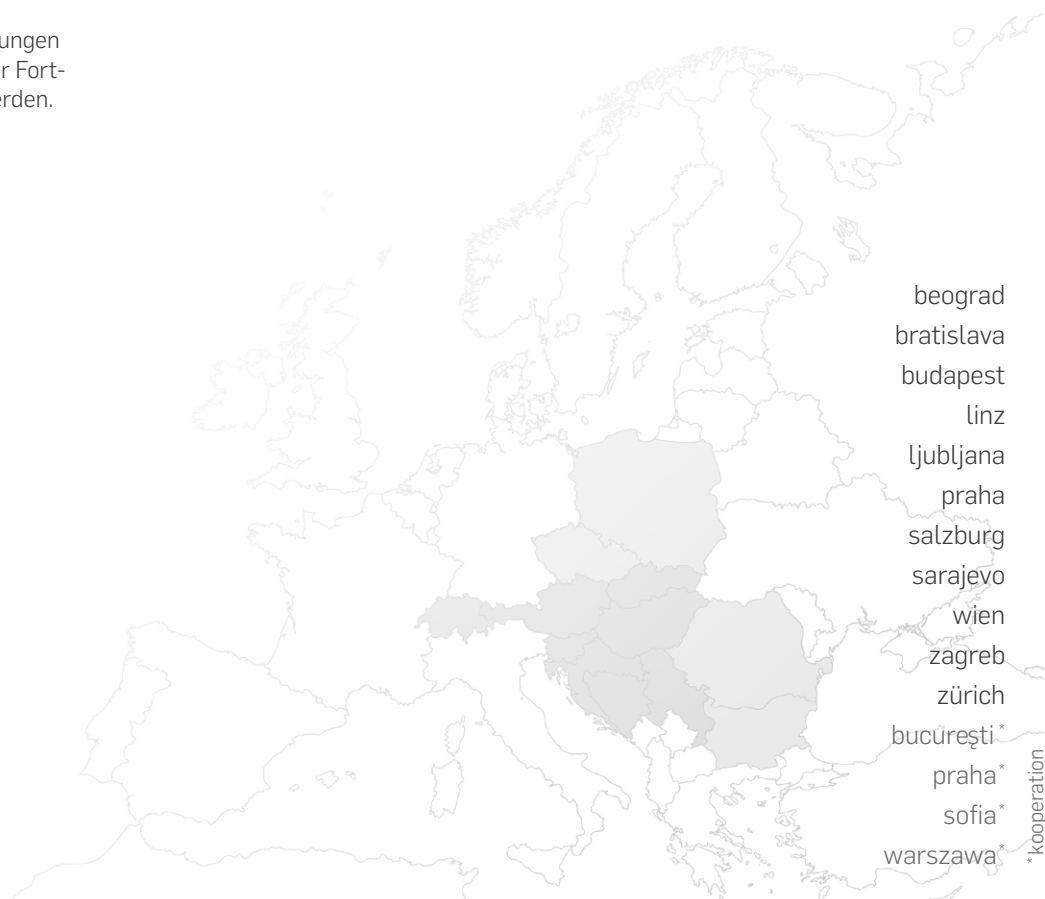 ungen
r Fort-
erden.
beograd
bratislava
budapest
linz
ljubljana
praha
salzburg
sarajevo
wien
zagreb
zürich
bucureşti*
praha*
sofia*
warszawa*
* kooperation